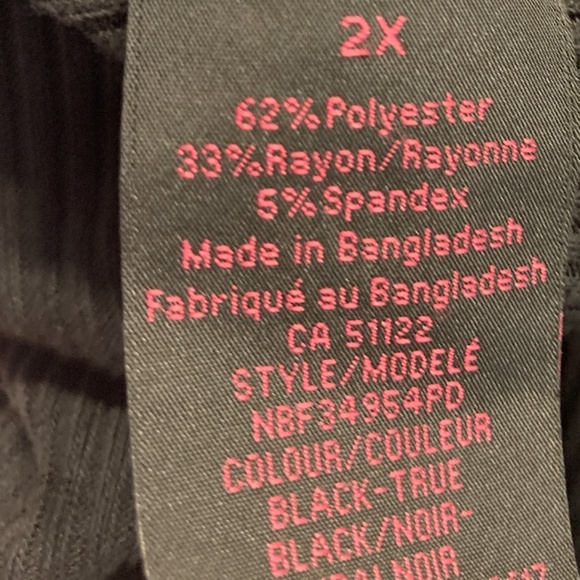 2X
62% Polyester
33% Rayon/Rayonne
5% Spandex
Made in Bangladesh
Fabriqué au Bangladesh
CA 51122
STYLE/MODELÉ
NBF34954PD
COLOUR/COULEUR
BLACK-TRUE
BLACK/NOIR-
NOIR